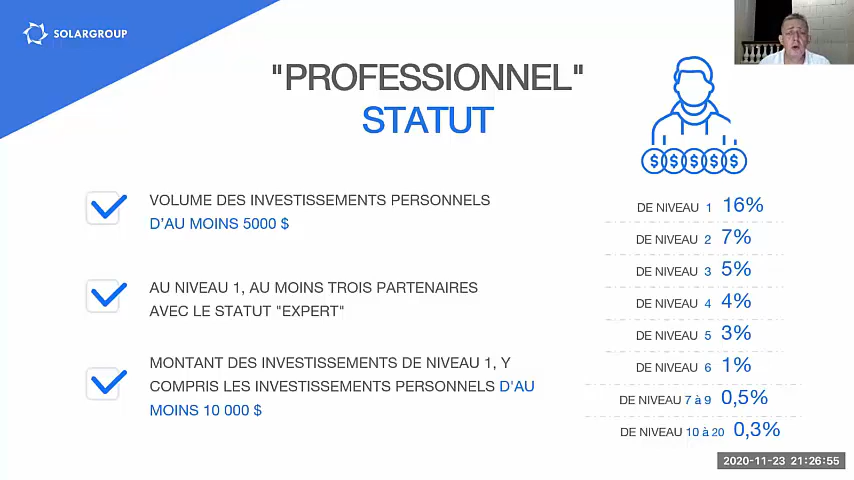 SOLARGROUP
"PROFESSIONNEL"
STATUT
VOLUME DES INVESTISSEMENTS PERSONNELS
D'AU MOINS 5000 $
AU NIVEAU 1, AU MOINS TROIS PARTENAIRES
AVEC LE STATUT "EXPERT"
MONTANT DES INVESTISSEMENTS DE NIVEAU 1, Y
COMPRIS LES INVESTISSEMENTS PERSONNELS D'AU
MOINS 10 000 $
$ $ $ $ $
DE NIVEAU 1 16%
DE NIVEAU 2 7%
DE NIVEAU 3 5%
DE NIVEAU 4 4%
DE NIVEAU 5 3%
DE NIVEAU 6 1%
DE NIVEAU 7 à 9 0,5%
DE NIVEAU 10 à 20 0,3%
2020-11-23 21:26:55